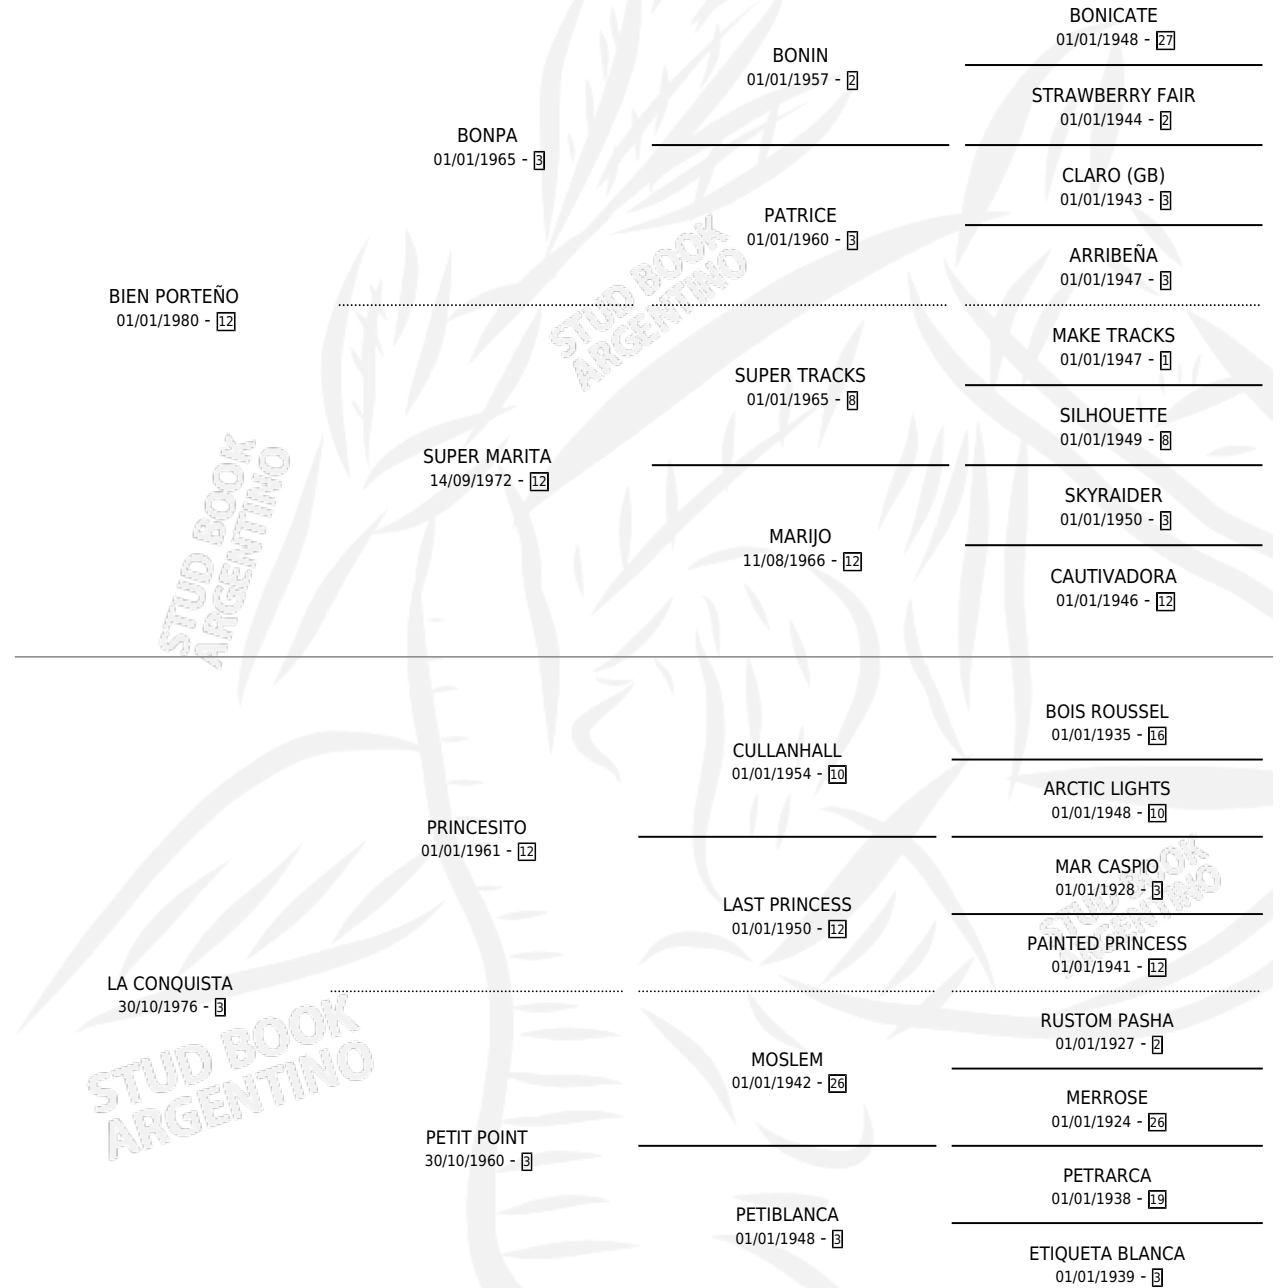 BONICATE
01/01/1948 - 27
BONIN
01/01/1957 - 2
STRAWBERRY FAIR
01/01/1944 - 2
BONPA
01/01/1965 - 3
CLARO (GB)
01/01/1943 - 3
PATRICE
01/01/1960 - 3
ARRIBEÑA
01/01/1947 - 3
BIEN PORTEÑO
01/01/1980 - 12
STUD BOOK
ARGENTINO
MAKE TRACKS
01/01/1947 - 1
SUPER TRACKS
01/01/1965 - 8
SILHOUETTE
01/01/1949 - 8
SUPER MARITA
14/09/1972 - 12
SKYRAIDER
01/01/1950 - 3
MARIJO
11/08/1966 - 12
CAUTIVADORA
01/01/1946 - 12
STUD BOOK
ARGENTINO
BOIS ROUSSEL
01/01/1935 - 16
CULLANHALL
01/01/1954 - 10
ARCTIC LIGHTS
01/01/1948 - 10
PRINCESITO
01/01/1961 - 12
MAR CASPIO
01/01/1928 - 3
LAST PRINCESS
01/01/1950 - 12
PAINTED PRINCESS
01/01/1941 - 12
STUD BOOK
ARGENTINO
LA CONQUISTA
30/10/1976 - 3
RUSTOM PASHA
01/01/1927 - 2
MOSLEM
01/01/1942 - 26
MERROSE
01/01/1924 - 26
STUD BOOK
ARGENTINO
PETIT POINT
30/10/1960 - 3
PETRARCA
01/01/1938 - 19
PETIBLANCA
01/01/1948 - 3
ETIQUETA BLANCA
01/01/1939 - 3